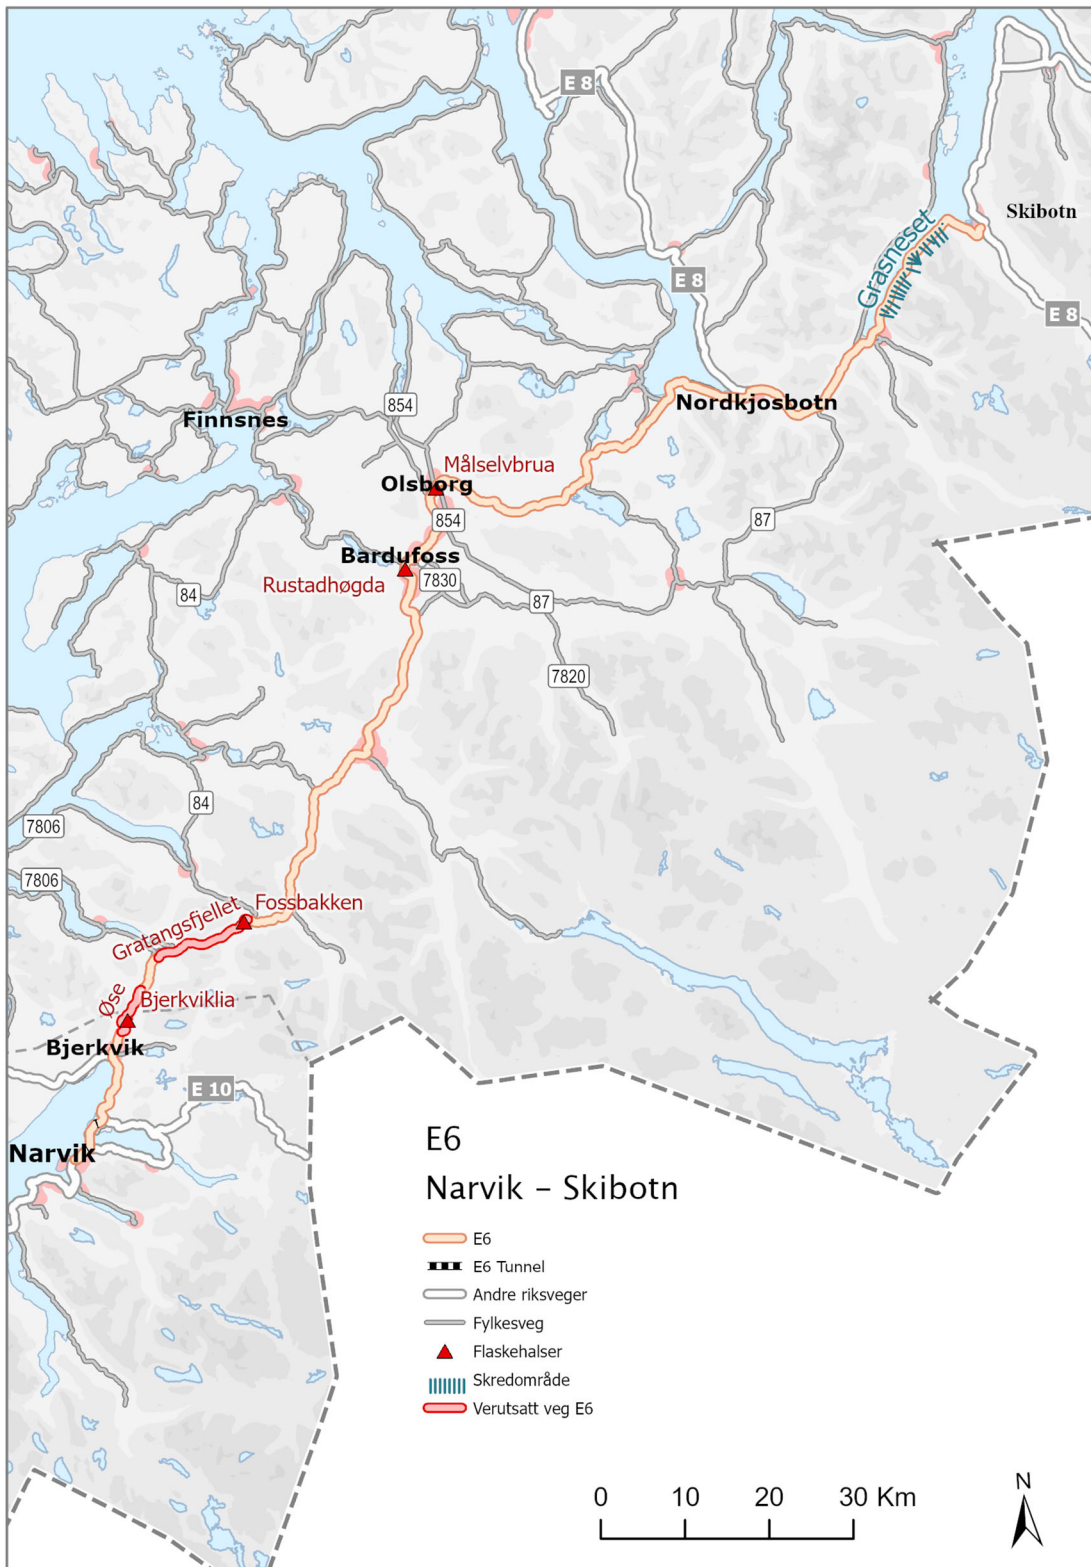 E 8
Skibotn
Grasneset
E 8
E 8
854
Nordkjosbotn
Finnsnes
Målselvbrua
Olsborg
854
87
Bardufoss
7830
Rustadhøgda
84
87
7820
84
7806
7806
Fossbakken
Gratangsfjellet
Øse
Bjerkviklia
Bjerkvik
E 10
Narvik
E6
Narvik – Skibotn
E6
E6 Tunnel
Andre riksveger
Fylkesveg
Flaskehalser
Skredområde
Verutsatt veg E6
0 10 20 30 Km
N